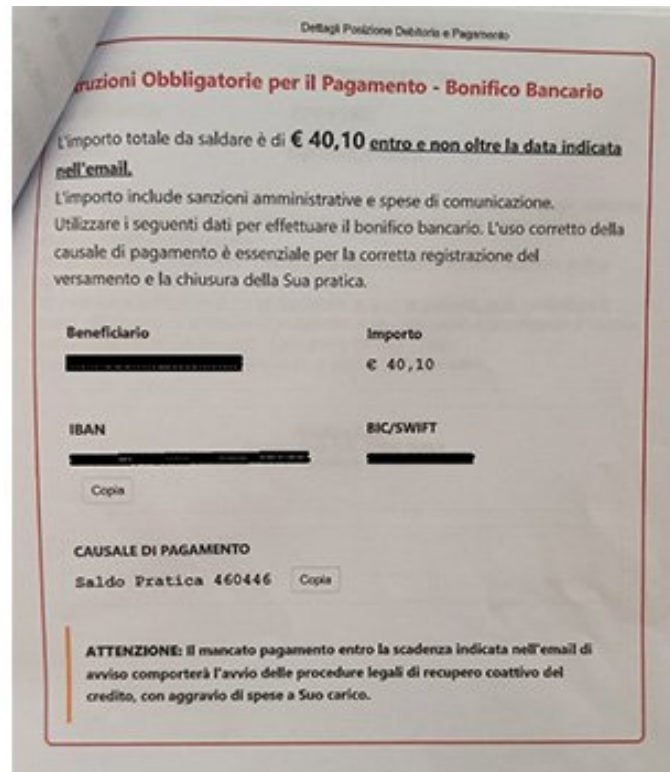 Dettagli Posizione Debitoria e Pagamento
ruzioni Obbligatorie per il Pagamento - Bonifico Bancario
L'importo totale da saldare è di € 40,10 entro e non oltre la data indicata
nell'email.
L'importo include sanzioni amministrative e spese di comunicazione.
Utilizzare i seguenti dati per effettuare il bonifico bancario. L'uso corretto della
causale di pagamento è essenziale per la corretta registrazione del
versamento e la chiusura della Sua pratica.
Beneficiario
Importo
€ 40,10
IBAN
BIC/SWIFT
Copia
CAUSALE DI PAGAMENTO
Saldo Pratica 460446 Copia
ATTENZIONE: Il mancato pagamento entro la scadenza indicata nell'email di
avviso comporterà l'avvio delle procedure legali di recupero coattivo del
credito, con aggravio di spese a Suo carico.